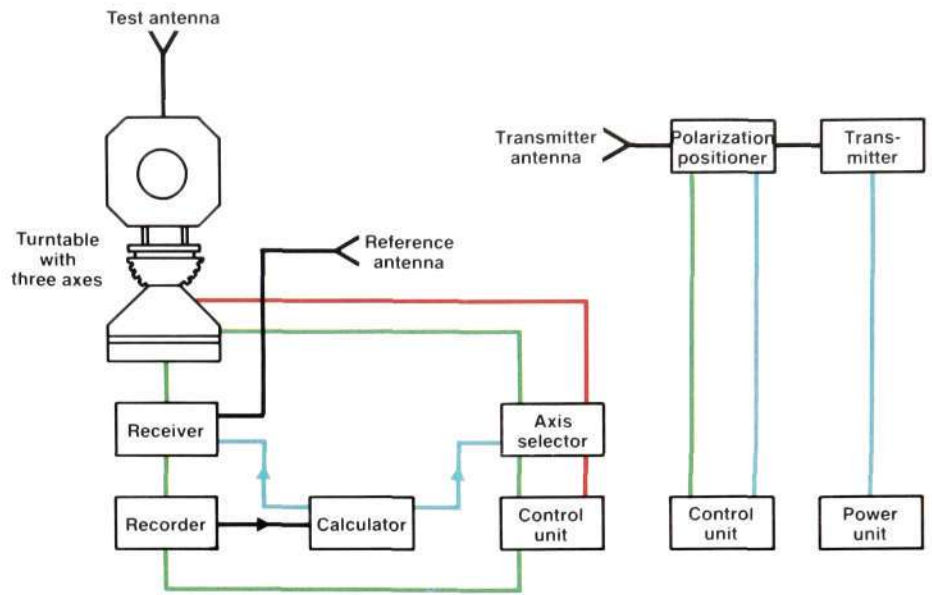 Test antenna
Transmitter
antenna
Polarization
positioner
Trans-
mitter
Turntable
with
three axes
Reference
antenna
Receiver
Axis
selector
Recorder
Calculator
Control
unit
Control
unit
Power
unit